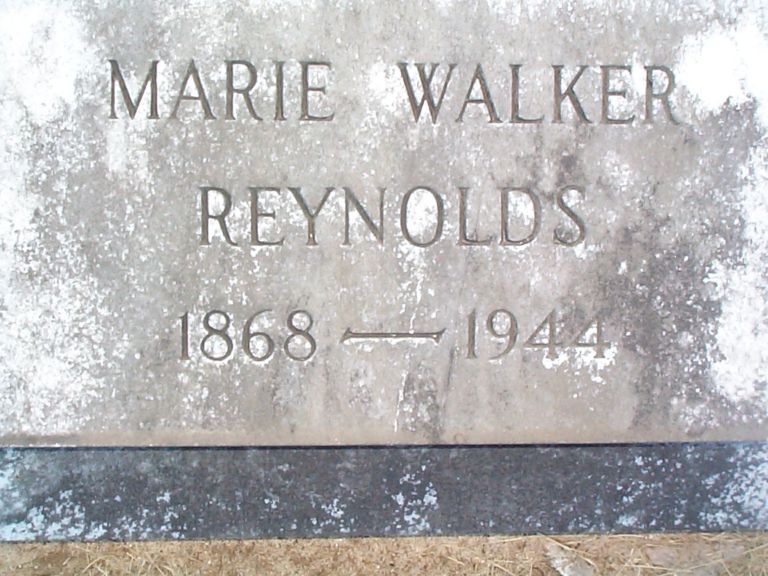 MARIE WALKER
REYNOLDS
1868 — 1944